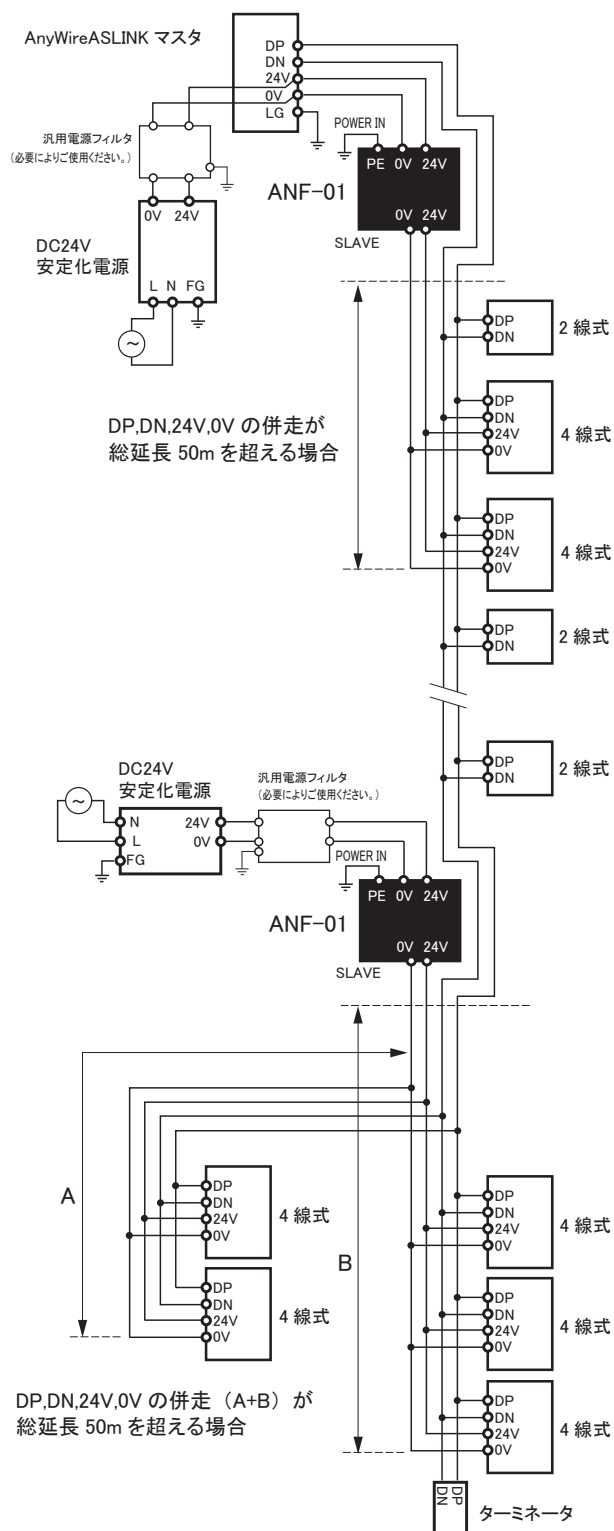 AnyWireASLINK マスタ
DP
DN
24V
0V
LG
汎用電源フィルタ
(必要によりご使用ください。)
POWER IN
PE 0V 24V
ANF-01
0V 24V
SLAVE
0V 24V
DC24V
安定化電源
L N FG
DP
DN
2 線式
DP,DN,24V,0V の併走が
総延長 50m を超える場合
DP
DN
24V
0V
4 線式
DP
DN
24V
0V
4 線式
DP
DN
2 線式
DP
DN
2 線式
DC24V
安定化電源
N
L
FG
24V
0V
汎用電源フィルタ
(必要によりご使用ください。)
POWER IN
PE 0V 24V
ANF-01
0V 24V
SLAVE
A
DP
DN
24V
0V
4 線式
DP
DN
24V
0V
4 線式
B
DP
DN
24V
0V
4 線式
DP
DN
24V
0V
4 線式
DP
DN
24V
0V
4 線式
DP,DN,24V,0V の併走（A+B）が
総延長 50m を超える場合
DP
DN
ターミネータ